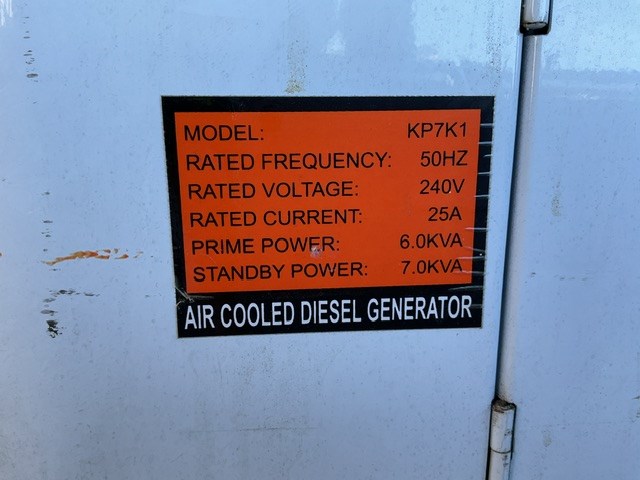 MODEL: KP7K1
RATED FREQUENCY: 50HZ
RATED VOLTAGE: 240V
RATED CURRENT: 25A
PRIME POWER: 6.0KVA
STANDBY POWER: 7.0KVA
AIR COOLED DIESEL GENERATOR